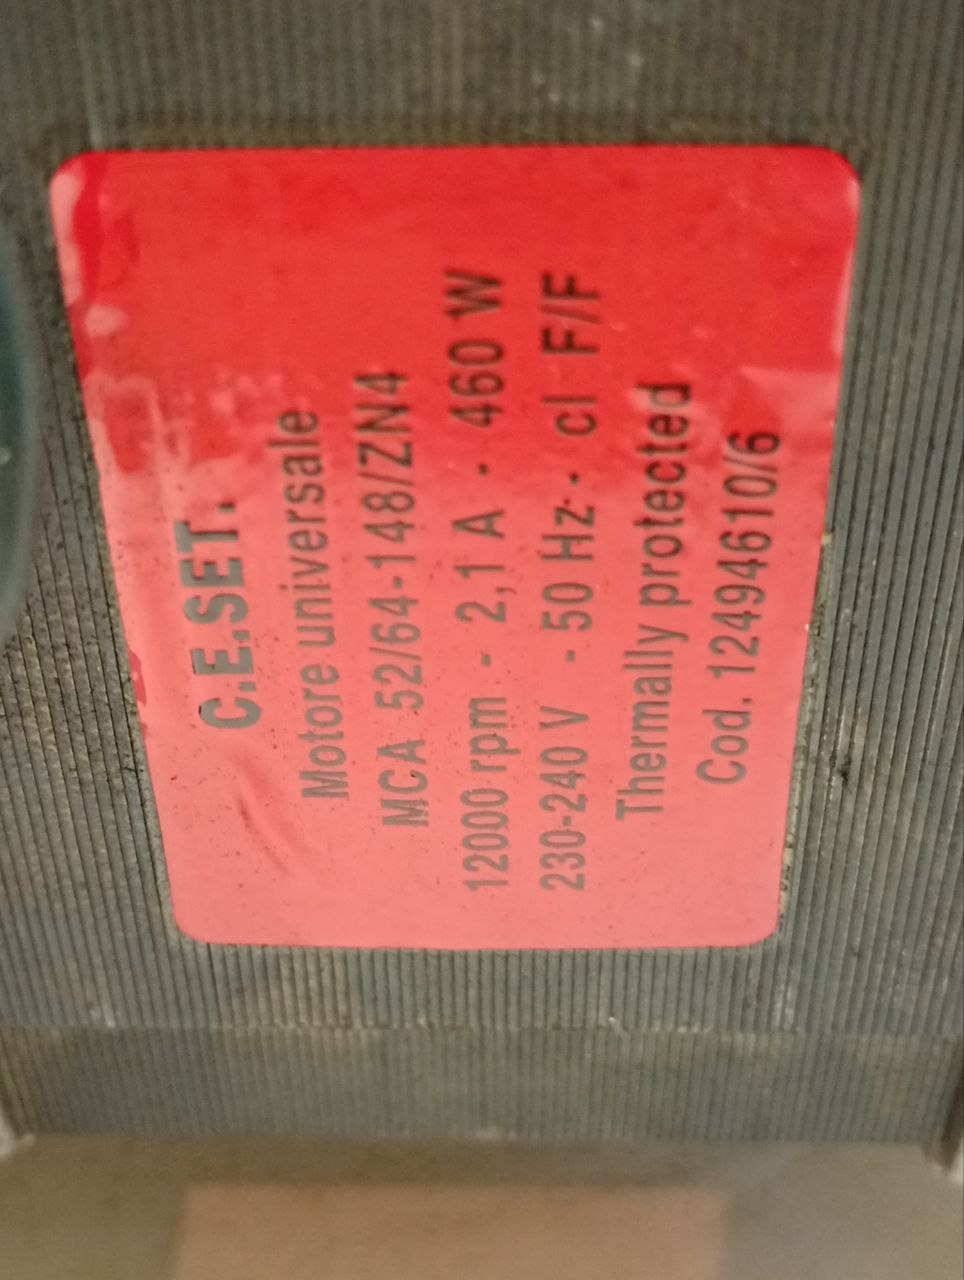 C.E.SET.
Motore universale
MCA 52/64-148/ZN4
12000 rpm - 2,1 A - 460 W
230-240 V - 50 Hz - cl F/F
Thermally protected
Cod. 12494610/6